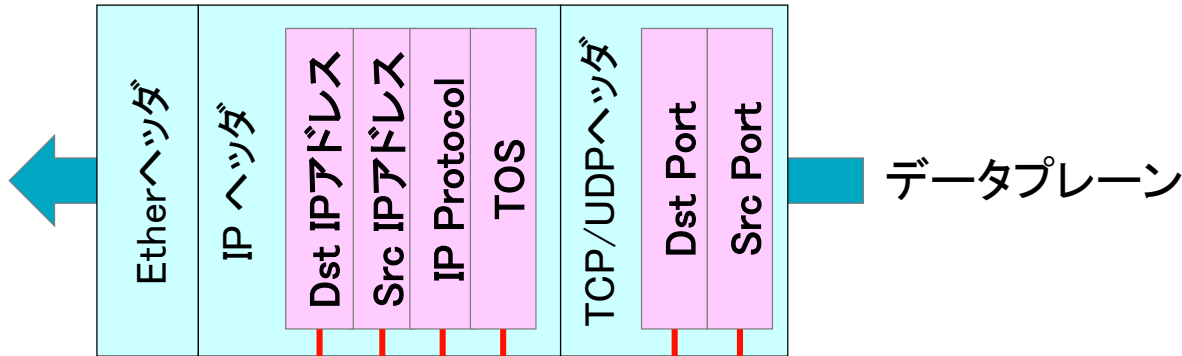 Etherヘッダ
IP ヘッダ
Dst IPアドレス
Src IPアドレス
IP Protocol
TOS
TCP/UDPヘッダ
Dst Port
Src Port
データプレーン